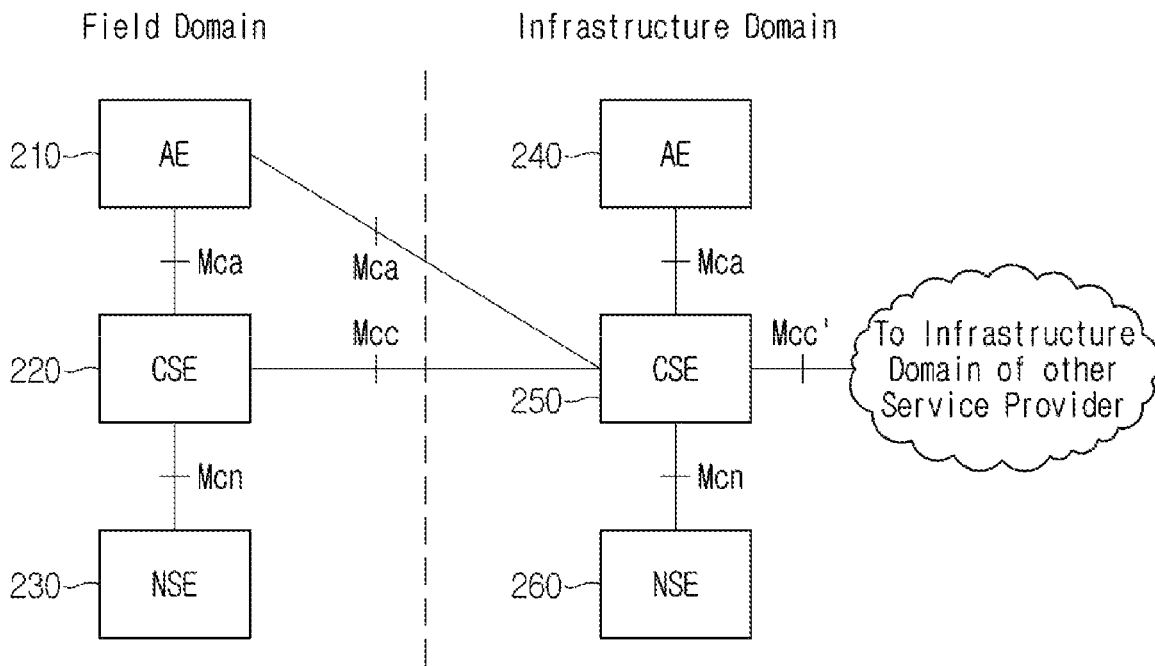 Field Domain
Infrastructure Domain
210
AE
240
AE
Mca
Mca
Mca
220
CSE
Mcc
250
CSE
Mcc'
To Infrastructure
Domain of other
Service Provider
Mcn
Mcn
230
NSE
260
NSE